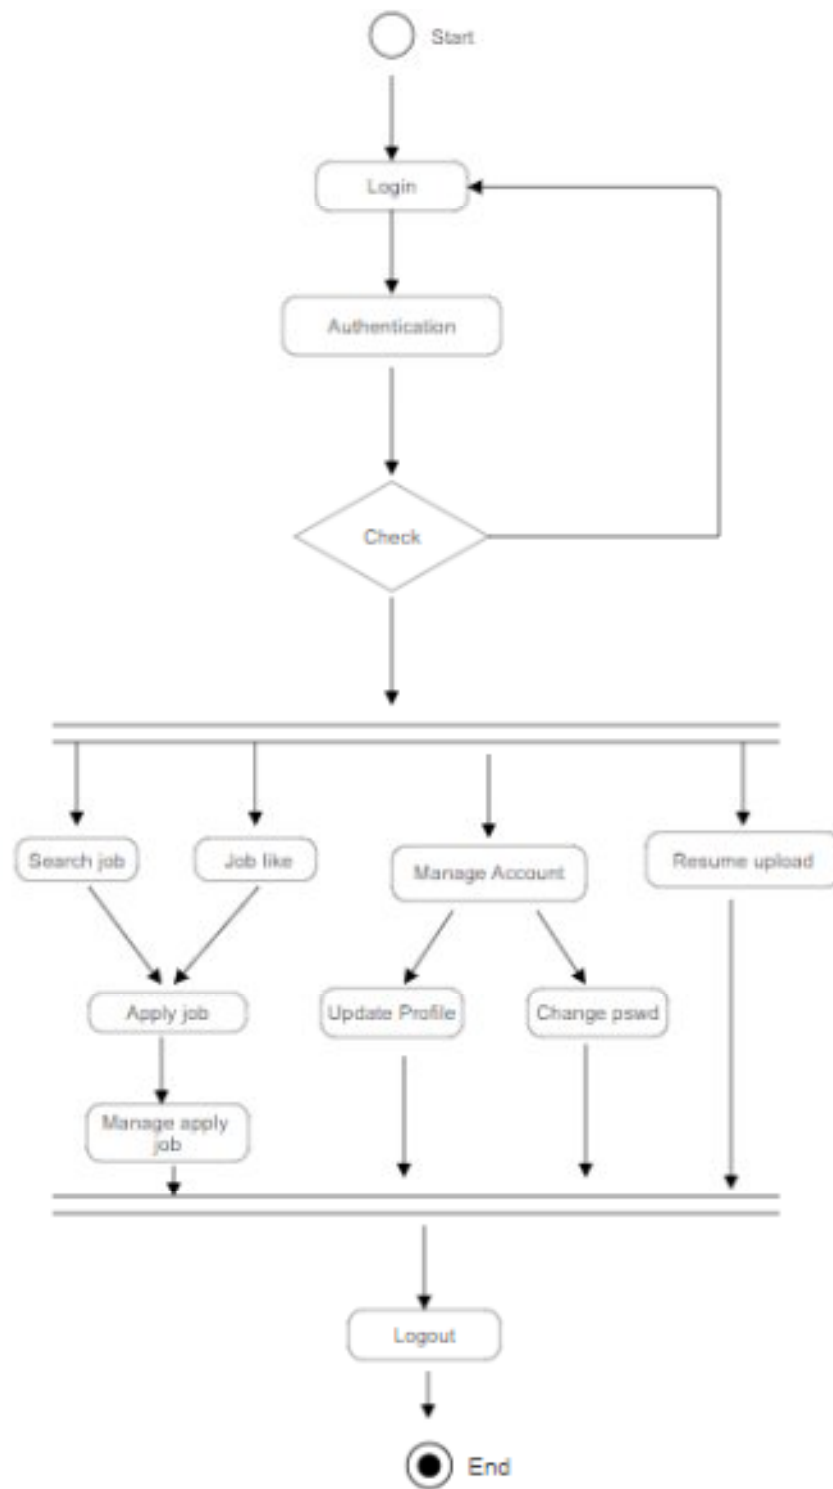 Start
Login
Authentication
Check
Search job
Job like
Manage Account
Resume upload
Apply job
Update Profile
Change pswd
Manage apply
job
Logout
End